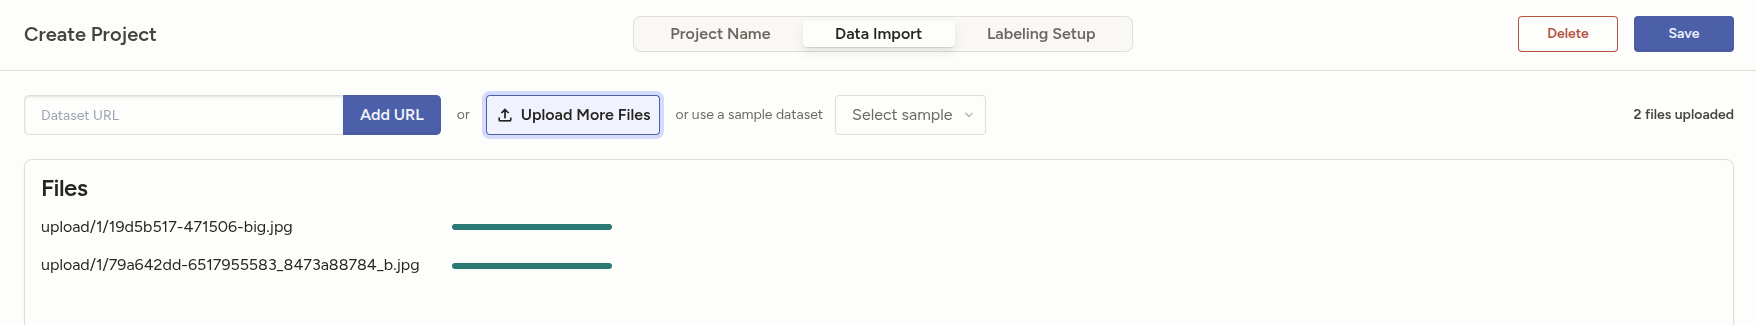 Create Project
Project Name
Data Import
Labeling Setup
Delete
Save
Dataset URL
Add URL
or
Upload More Files
or use a sample dataset
Select sample
2 files uploaded
Files
upload/1/19d5b517-471506-big.jpg
upload/1/79a642dd-6517955583_8473a88784_b.jpg